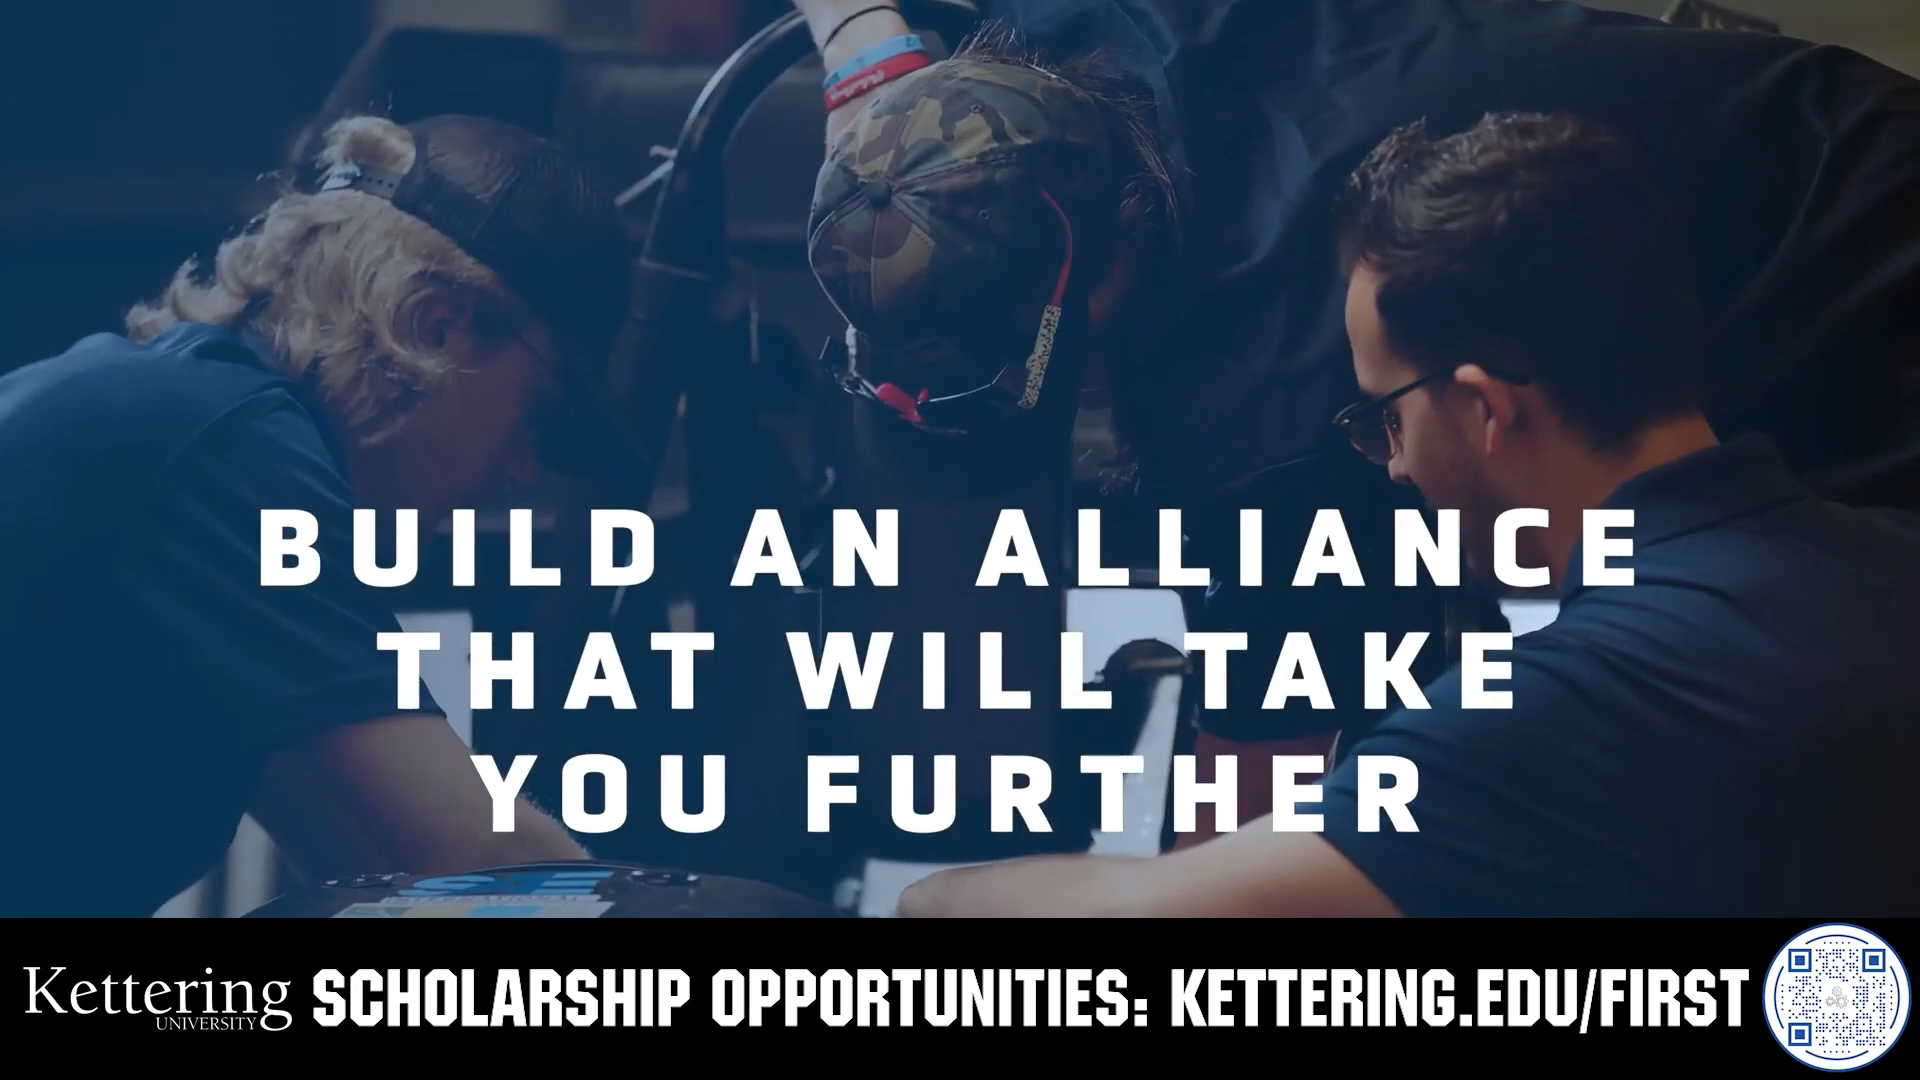 BUILD AN ALLIANCE
THAT WILL TAKE
YOU FURTHER
Kettering
UNIVERSITY
SCHOLARSHIP OPPORTUNITIES: KETTERING.EDU/FIRST